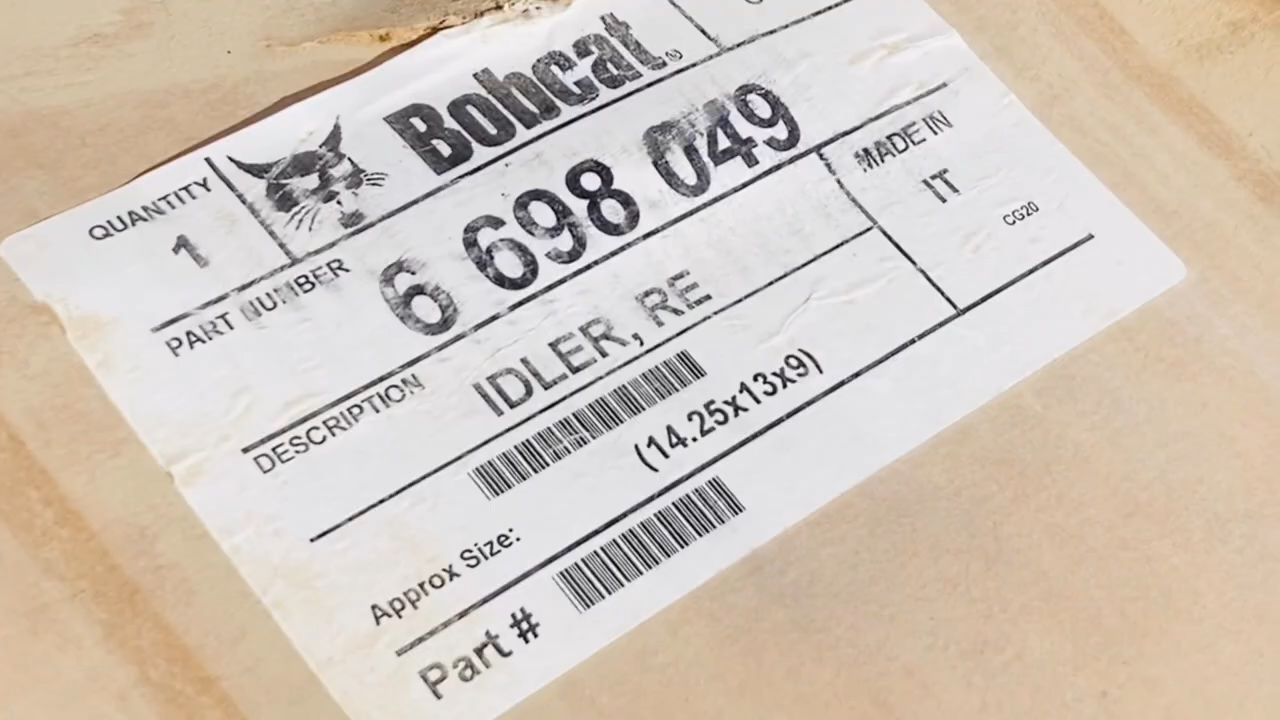 Bobcat®
QUANTITY
1
PART NUMBER
6 698 049
MADE IN
IT
CG20
DESCRIPTION
IDLER, RE
Approx Size:
(14.25x13x9)
Part #